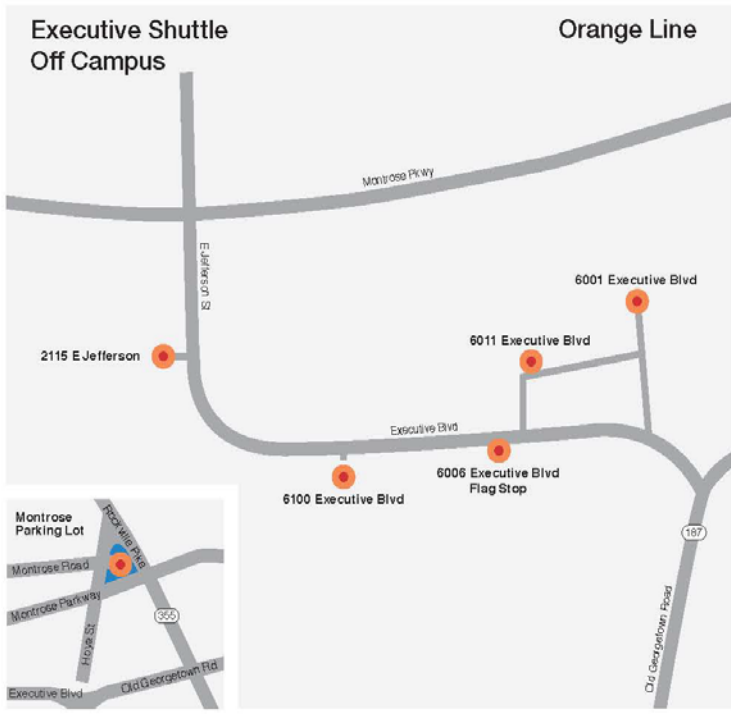 Executive Shuttle
Off Campus
Orange Line
Montrose Pkwy
E Jefferson St
6001 Executive Blvd
6011 Executive Blvd
2115 E Jefferson
Executive Blvd
6006 Executive Blvd
Flag Stop
6100 Executive Blvd
187
Old Georgetown Road
Montrose
Parking Lot
Rockville Pike
Montrose Road
Montrose Parkway
355
Hoya St
Old Georgetown Rd
Executive Blvd